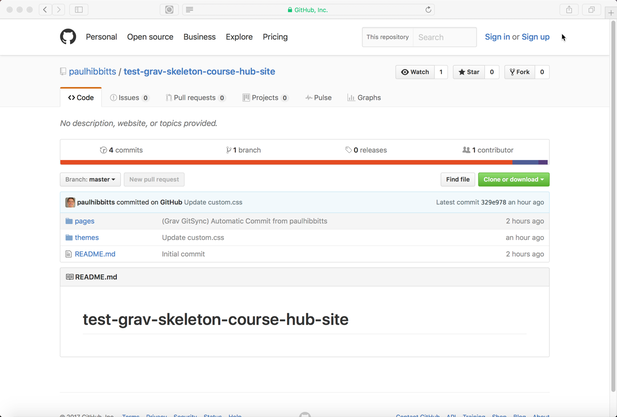 GitHub, Inc.
Personal Open source Business Explore Pricing This repository Search Sign in or Sign up
paulhibbitts / test-grav-skeleton-course-hub-site Watch 1 Star 0 Fork 0
Code Issues 0 Pull requests 0 Projects 0 Pulse Graphs
No description, website, or topics provided.
4 commits 1 branch 0 releases 1 contributor
Branch: master New pull request Find file Clone or download
paulhibbitts committed on GitHub Update custom.css Latest commit 329e978 an hour ago
pages (Grav GitSync) Automatic Commit from paulhibbitts 2 hours ago
themes Update custom.css an hour ago
README.md Initial commit 2 hours ago
README.md
test-grav-skeleton-course-hub-site
© 2017 GitHub, Inc. Terms Privacy Security Status Help Contact GitHub API Training Shop Blog About